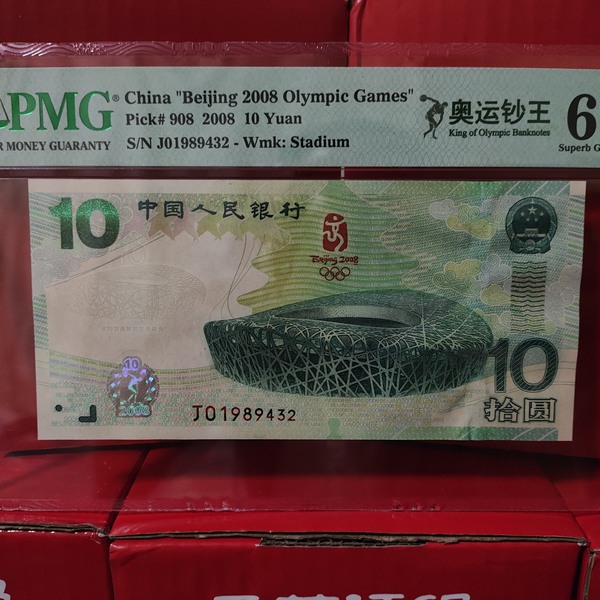 PMG®
R MONEY GUARANTY
China "Beijing 2008 Olympic Games"
Pick# 908 2008 10 Yuan
S/N J01989432 - Wmk: Stadium
奥运钞王
King of Olympic Banknotes
6
Superb G
10
中国人民银行
Beijing 2008
10
2008
J01989432
10
拾圆